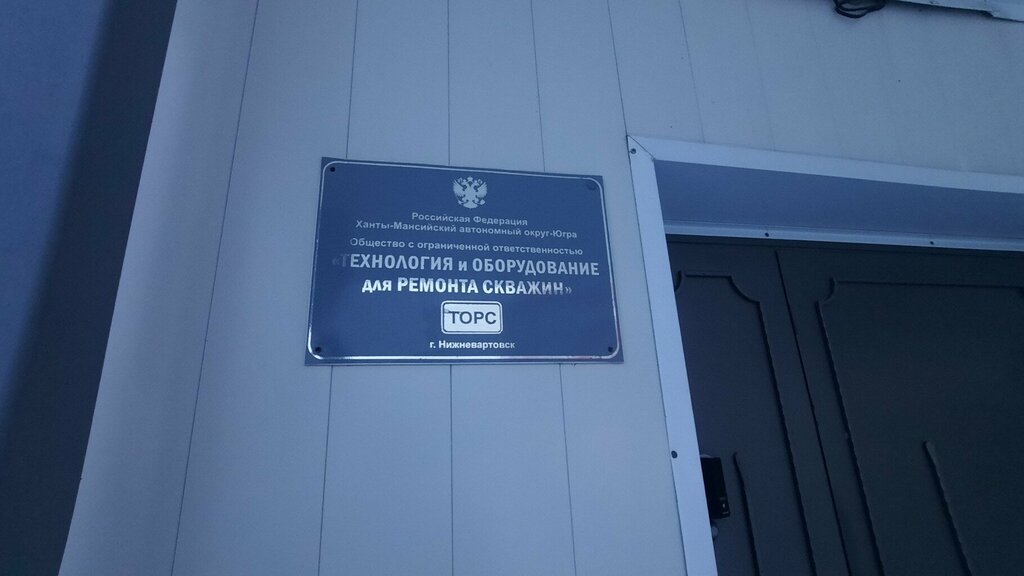 Российская Федерация
Ханты-Мансийский автономный округ-Югра
Общество с ограниченной ответственностью
«ТЕХНОЛОГИЯ и ОБОРУДОВАНИЕ
для РЕМОНТА СКВАЖИН»
ТОРС
г. Нижневартовск